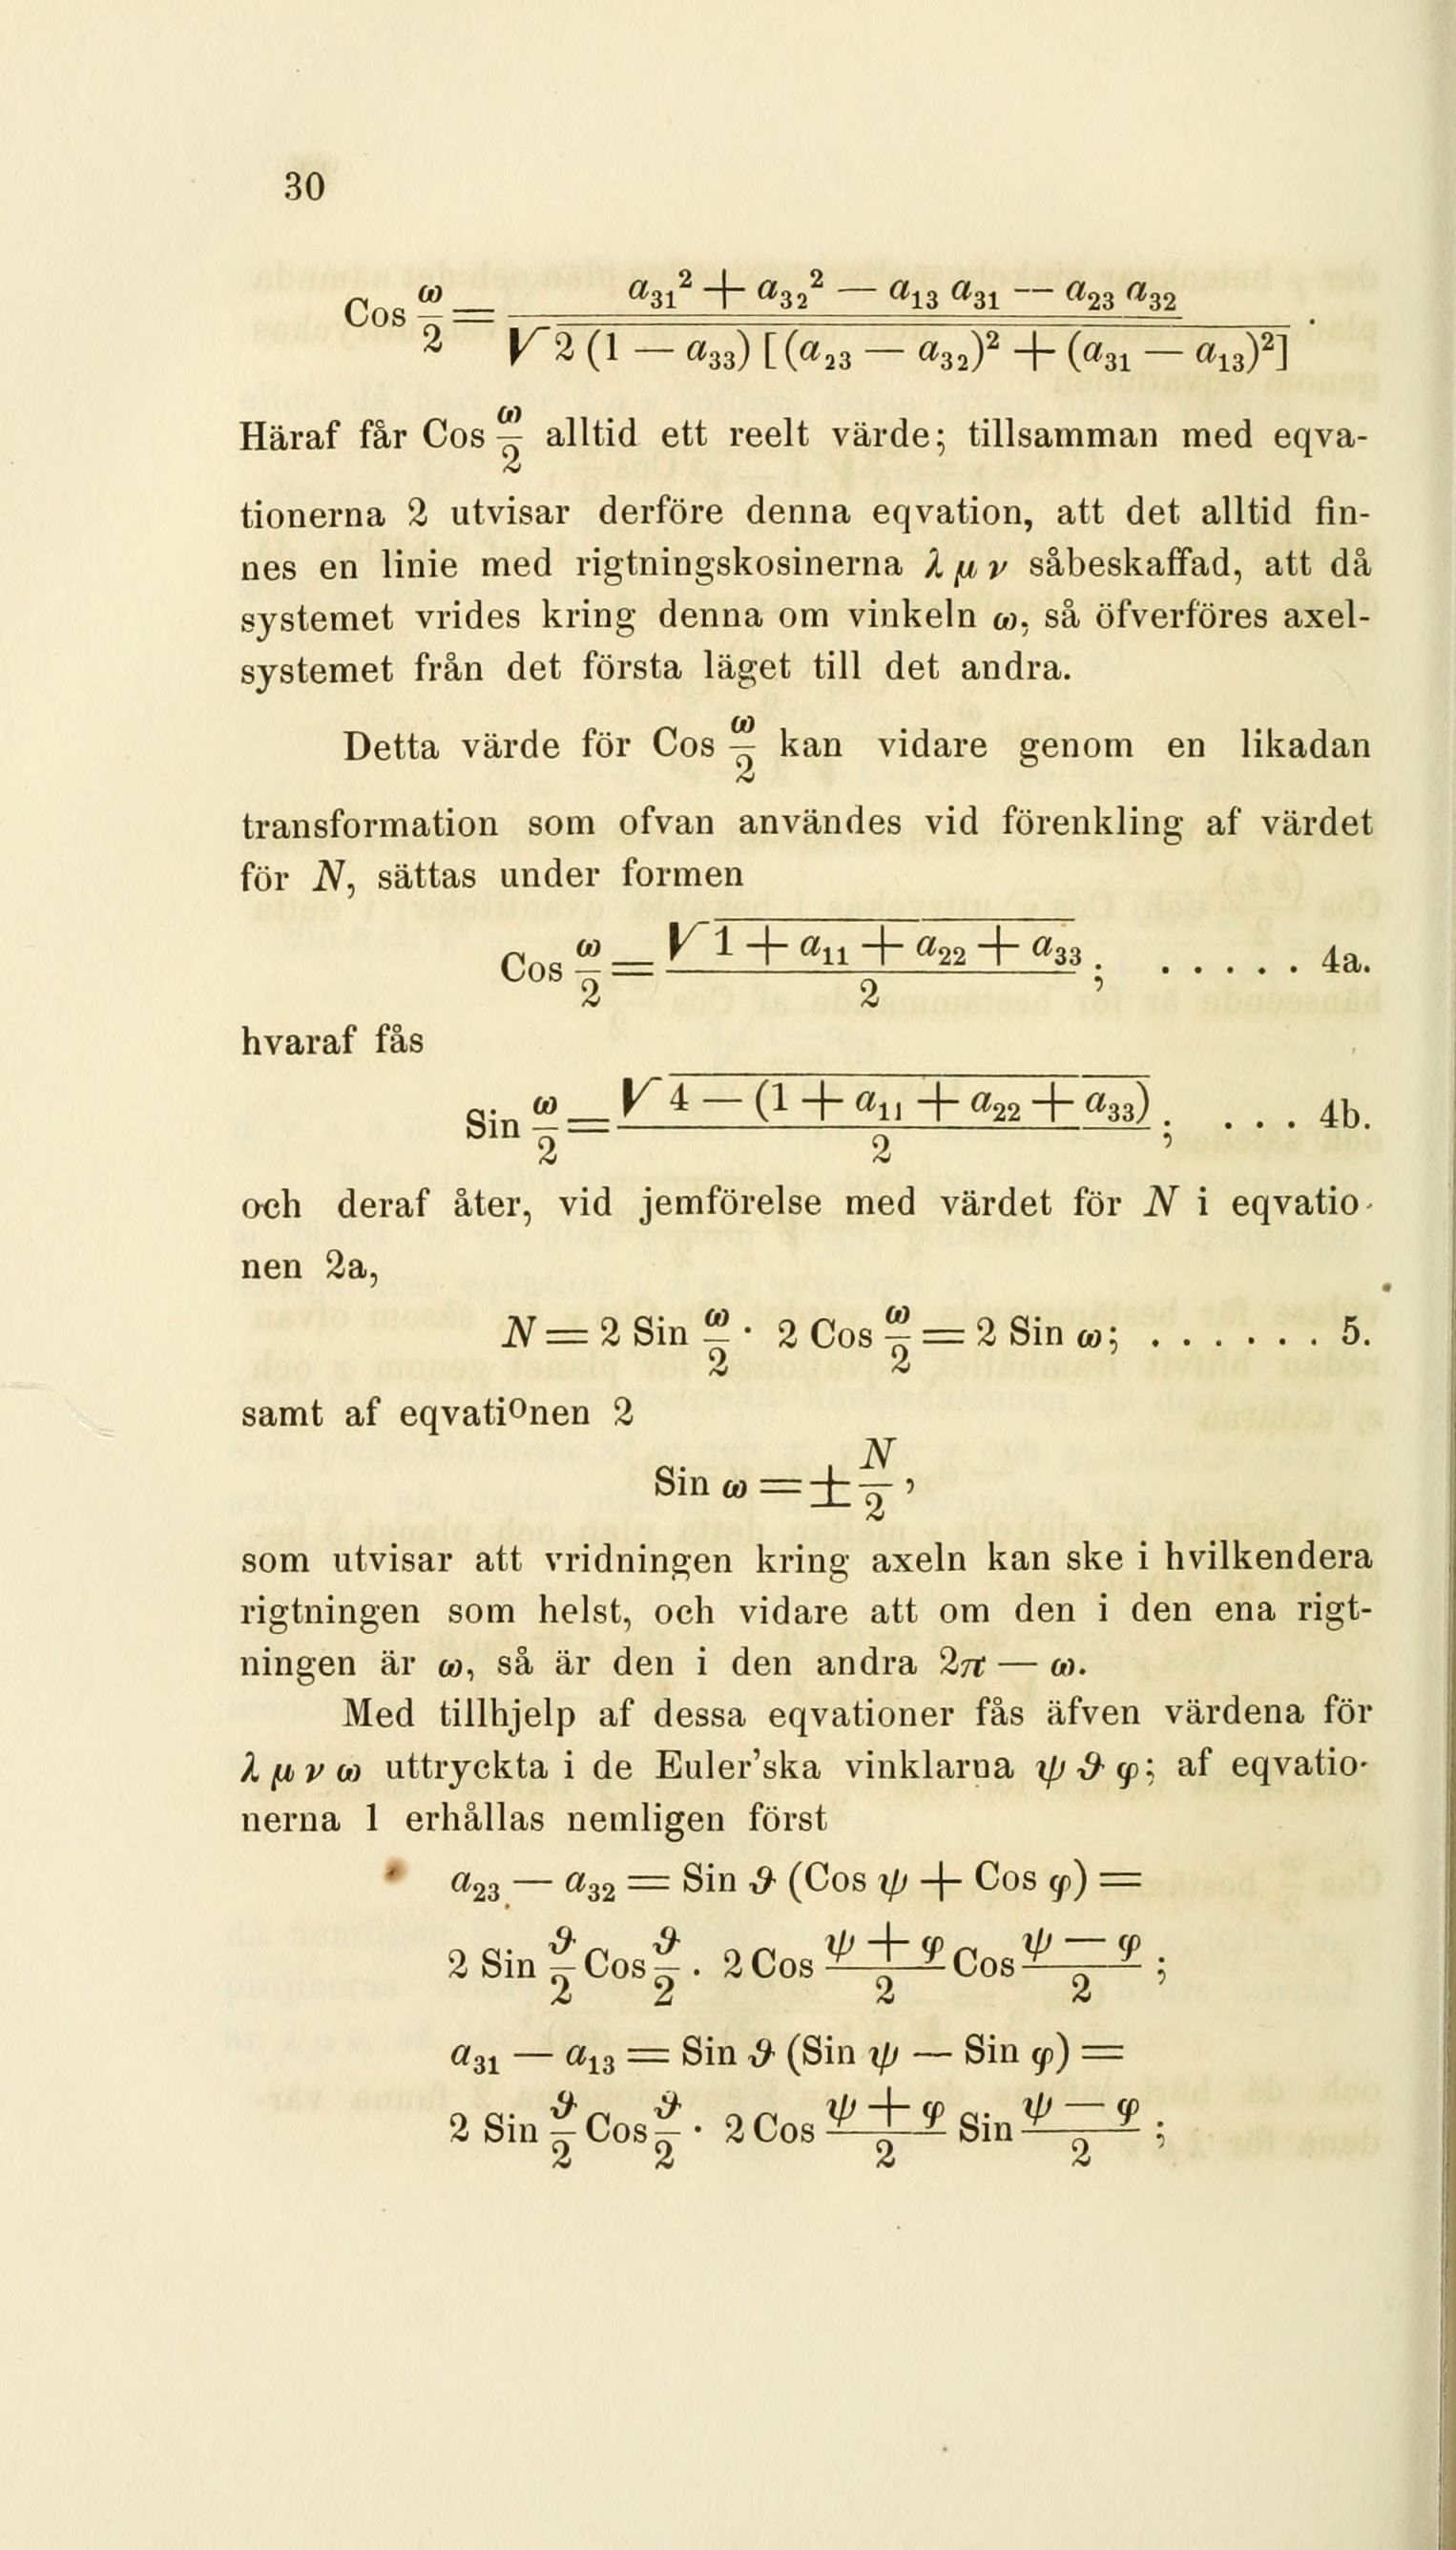 30
Cos ω/2 = (a₃₁² + a₃₂² — a₁₃ a₃₁ — a₂₃ a₃₂) / √2 (1 — a₃₃) [(a₂₃ — a₃₂)² + (a₃₁ — a₁₃)²] .
Häraf får Cos ω/2 alltid ett reelt värde; tillsamman med eqva-
tionerna 2 utvisar derföre denna eqvation, att det alltid fin-
nes en linie med rigtningskosinerna λ μ ν såbeskaffad, att då
systemet vrides kring denna om vinkeln ω, så öfverföres axel-
systemet från det första läget till det andra.
Detta värde för Cos ω/2 kan vidare genom en likadan
transformation som ofvan användes vid förenkling af värdet
för N, sättas under formen
Cos ω/2 = √(1 + a₁₁ + a₂₂ + a₃₃) / 2 ; . . . . . . 4a.
hvaraf fås
Sin ω/2 = √(4 — (1 + a₁₁ + a₂₂ + a₃₃)) / 2 ; . . . 4b.
och deraf åter, vid jemförelse med värdet för N i eqvatio-
nen 2a,
N = 2 Sin ω/2 · 2 Cos ω/2 = 2 Sin ω; . . . . . . 5.
samt af eqvationen 2
Sin ω = ± N/2 ,
som utvisar att vridningen kring axeln kan ske i hvilkendera
rigtningen som helst, och vidare att om den i den ena rigt-
ningen är ω, så är den i den andra 2π — ω.
Med tillhjelp af dessa eqvationer fås äfven värdena för
λ μ ν ω uttryckta i de Euler'ska vinklarna ψ ϑ φ; af eqvatio-
nerna 1 erhållas nemligen först
a₂₃ — a₃₂ = Sin ϑ (Cos ψ + Cos φ) =
2 Sin ϑ/2 Cos ϑ/2 . 2 Cos (ψ + φ)/2 Cos (ψ — φ)/2 ;
a₃₁ — a₁₃ = Sin ϑ (Sin ψ — Sin φ) =
2 Sin ϑ/2 Cos ϑ/2 · 2 Cos (ψ + φ)/2 Sin (ψ — φ)/2 ;